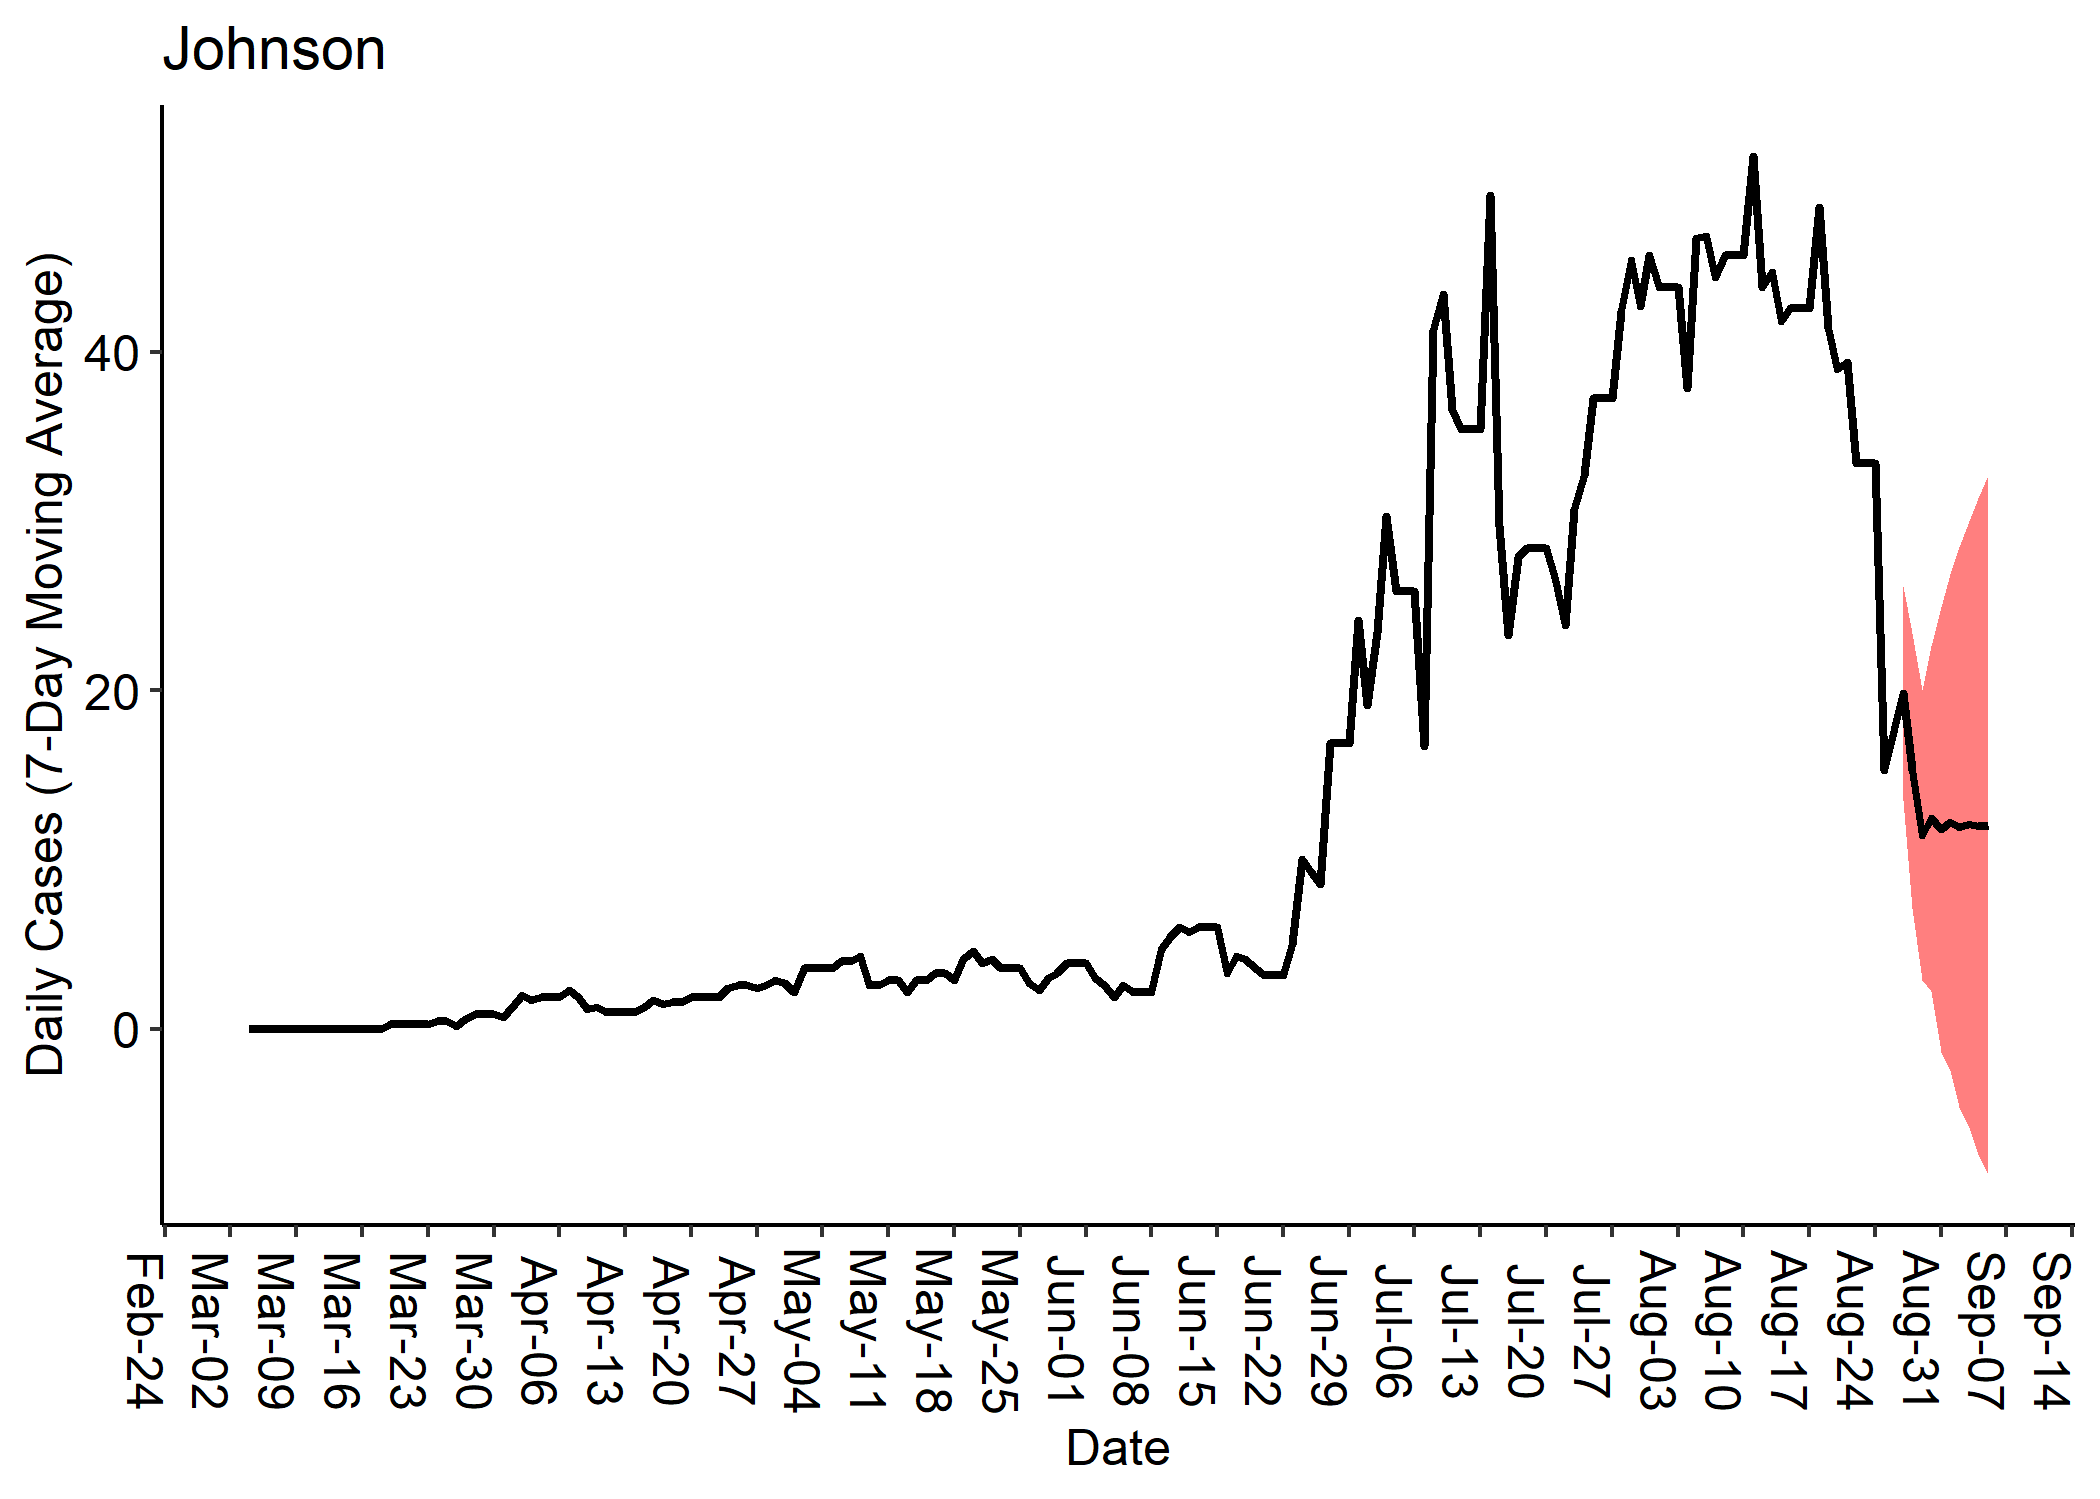 Johnson
Daily Cases (7-Day Moving Average)
40
20
0
Feb-24
Mar-02
Mar-09
Mar-16
Mar-23
Mar-30
Apr-06
Apr-13
Apr-20
Apr-27
May-04
May-11
May-18
May-25
Jun-01
Jun-08
Jun-15
Jun-22
Jun-29
Jul-06
Jul-13
Jul-20
Jul-27
Aug-03
Aug-10
Aug-17
Aug-24
Aug-31
Sep-07
Sep-14
Date